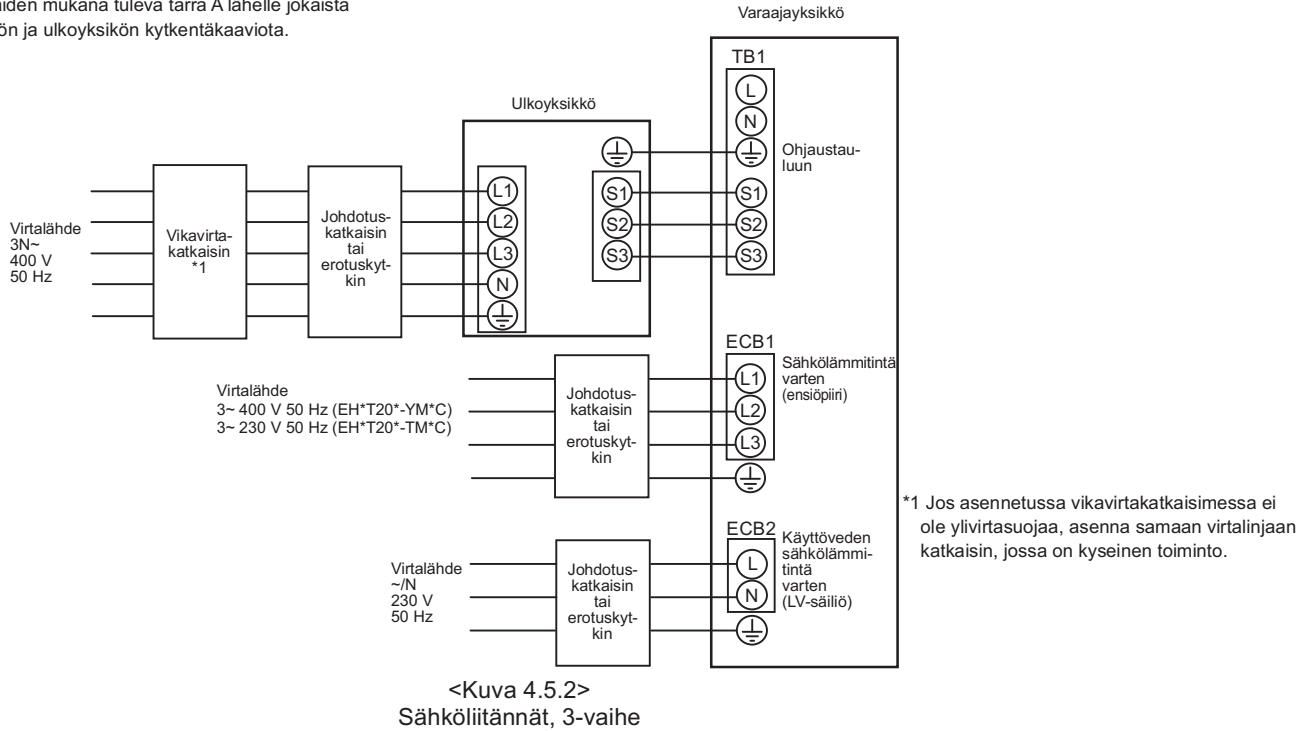 iden mukana tuleva tarra A lähelle jokaista
ön ja ulkoyksikön kytkentäkaaviota.
Varaajayksikkö
TB1
L
N
Ohjaustau-
luun
S1
S2
S3
Ulkoyksikkö
S1
S2
S3
L1
L2
L3
N
Virtalähde
3N~
400 V
50 Hz
Vikavirta-
katkaisin
*1
Johdotus-
katkaisin
tai
erotuskyt-
kin
ECB1
Sähkölämmitintä
varten
(ensiöpiiri)
L1
L2
L3
Virtalähde
3~ 400 V 50 Hz (EH*T20*-YM*C)
3~ 230 V 50 Hz (EH*T20*-TM*C)
Johdotus-
katkaisin
tai
erotuskyt-
kin
ECB2
Käyttöveden
sähkölämmi-
tintä
varten
(LV-säiliö)
L
N
Virtalähde
~/N
230 V
50 Hz
Johdotus-
katkaisin
tai
erotuskyt-
kin
*1 Jos asennetussa vikavirtakatkaisimessa ei
ole ylivirtasuojaa, asenna samaan virtalinjaan
katkaisin, jossa on kyseinen toiminto.
<Kuva 4.5.2>
Sähköliitännät, 3-vaihe